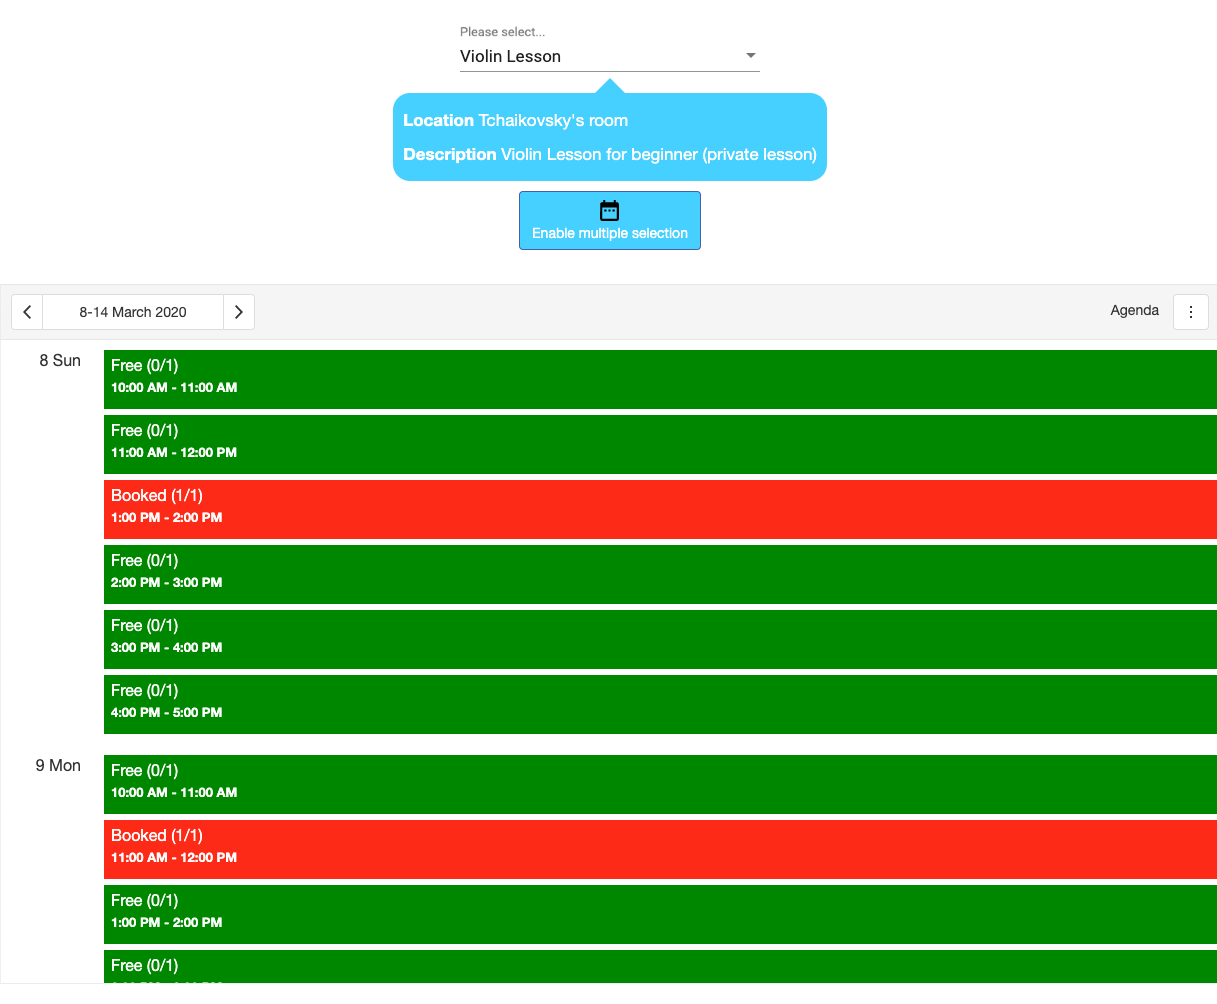 Please select...
Violin Lesson
Location Tchaikovsky's room
Description Violin Lesson for beginner (private lesson)
Enable multiple selection
8-14 March 2020
Agenda
8 Sun
Free (0/1)
10:00 AM - 11:00 AM
Free (0/1)
11:00 AM - 12:00 PM
Booked (1/1)
1:00 PM - 2:00 PM
Free (0/1)
2:00 PM - 3:00 PM
Free (0/1)
3:00 PM - 4:00 PM
Free (0/1)
4:00 PM - 5:00 PM
9 Mon
Free (0/1)
10:00 AM - 11:00 AM
Booked (1/1)
11:00 AM - 12:00 PM
Free (0/1)
1:00 PM - 2:00 PM
Free (0/1)